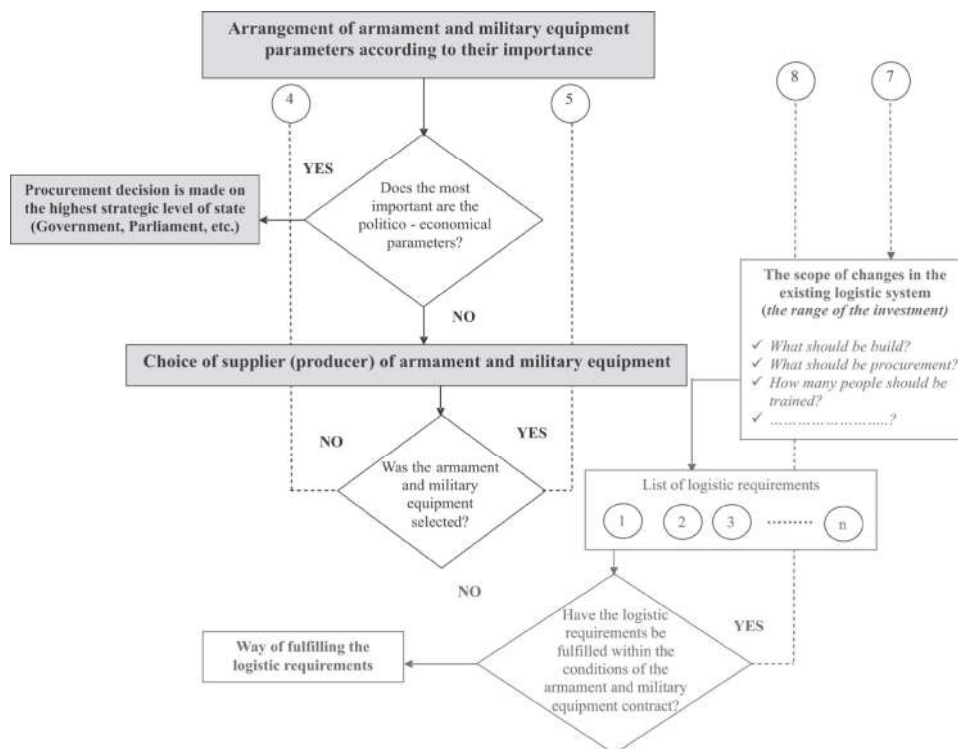 Arrangement of armament and military equipment
parameters according to their importance
4
5
8
7
YES
Does the most
important are the
politico - economical
parameters?
Procurement decision is made on
the highest strategic level of state
(Government, Parliament, etc.)
NO
The scope of changes in the
existing logistic system
(the range of the investment)
✓ What should be build?
✓ What should be procurement?
✓ How many people should be
trained?
✓ ……………………..?
Choice of supplier (producer) of armament and military equipment
NO
YES
Was the armament
and military
equipment
selected?
List of logistic requirements
1 2 3 ........ n
NO
Have the logistic
requirements be
fulfilled within the
conditions of the
armament and military
equipment contract?
YES
Way of fulfilling the
logistic requirements